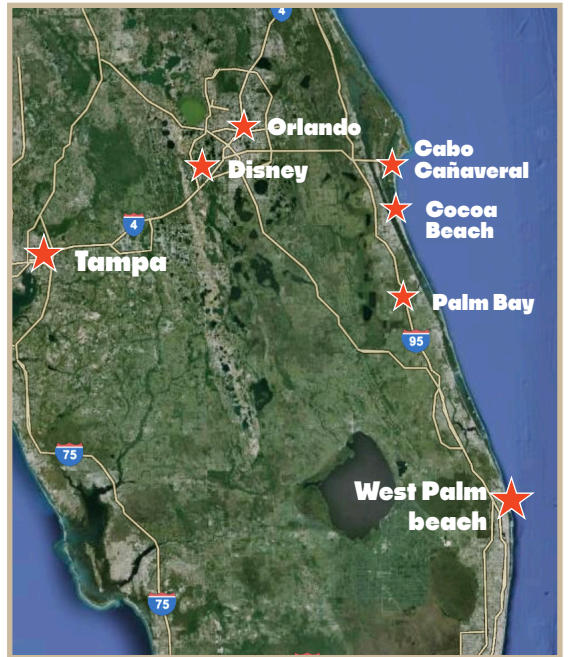 4
Orlando
Cabo
Cañaveral
Disney
Cocoa
Beach
4
Tampa
Palm Bay
95
75
West Palm
beach
75